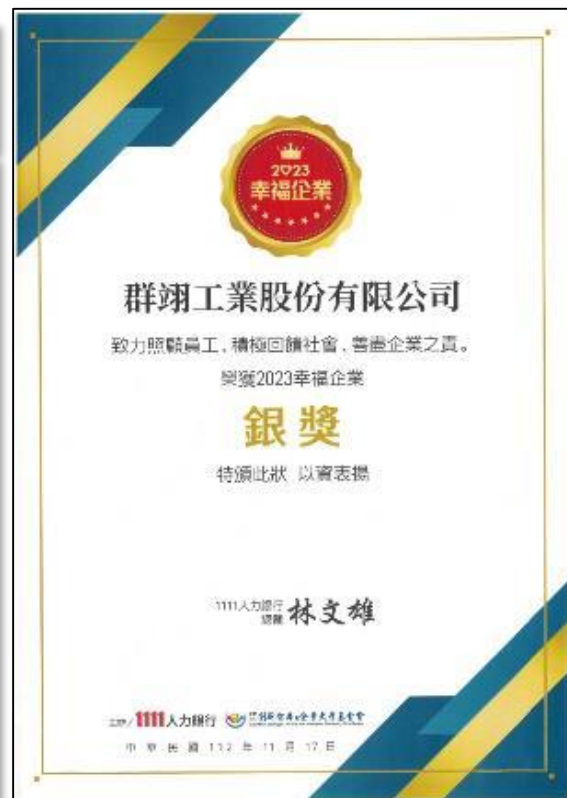 2023
幸福企業
群翊工業股份有限公司
致力照顧員工、積極回饋社會、善盡企業之責。
榮獲2023幸福企業
銀獎
特頒此狀 以資表揚
1111人力銀行
總裁 林文雄
主辦/1111人力銀行
中華民國 112 年 11 月 17 日